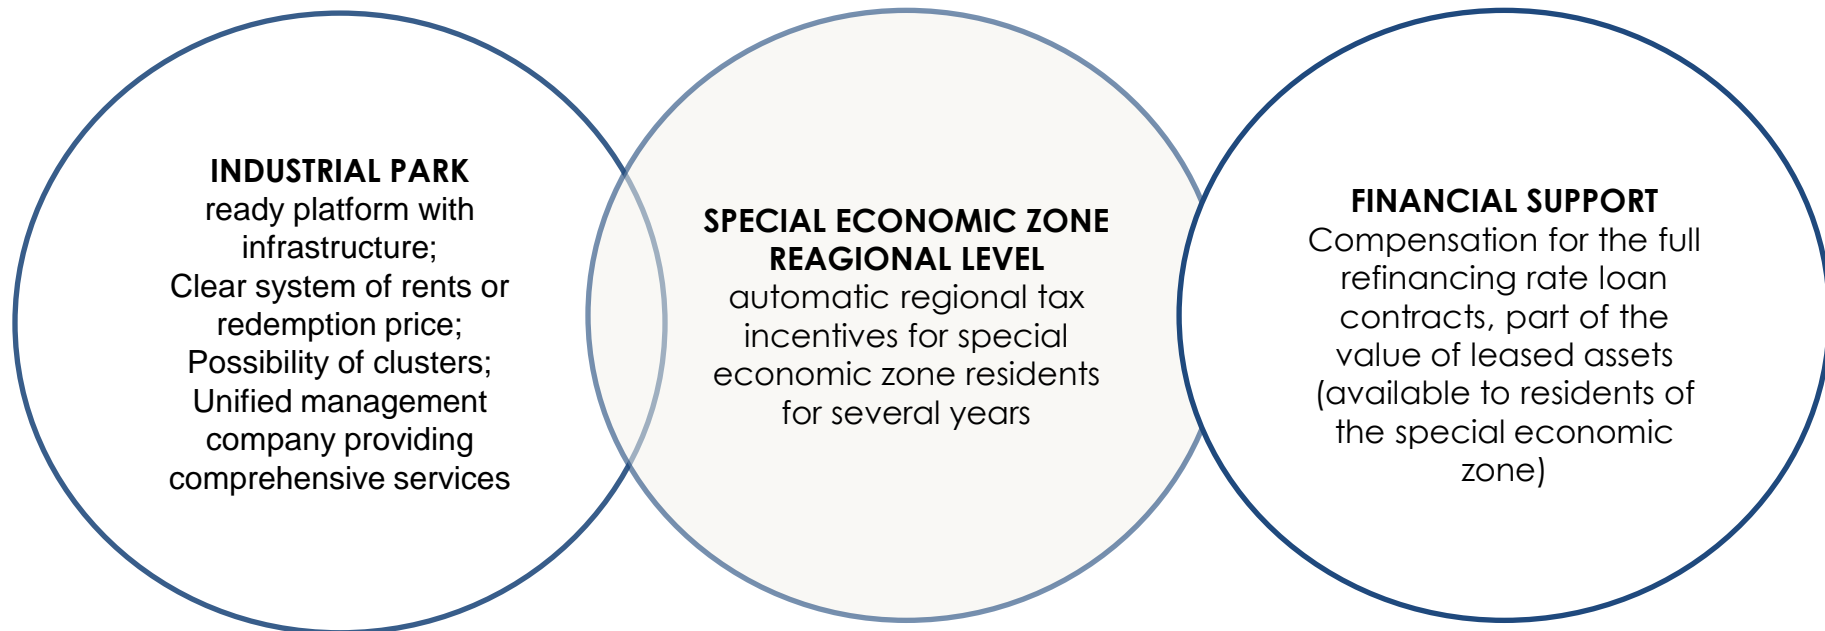 INDUSTRIAL PARK
ready platform with
infrastructure;
Clear system of rents or
redemption price;
Possibility of clusters;
Unified management
company providing
comprehensive services
SPECIAL ECONOMIC ZONE
REAGIONAL LEVEL
automatic regional tax
incentives for special
economic zone residents
for several years
FINANCIAL SUPPORT
Compensation for the full
refinancing rate loan
contracts, part of the
value of leased assets
(available to residents of
the special economic
zone)